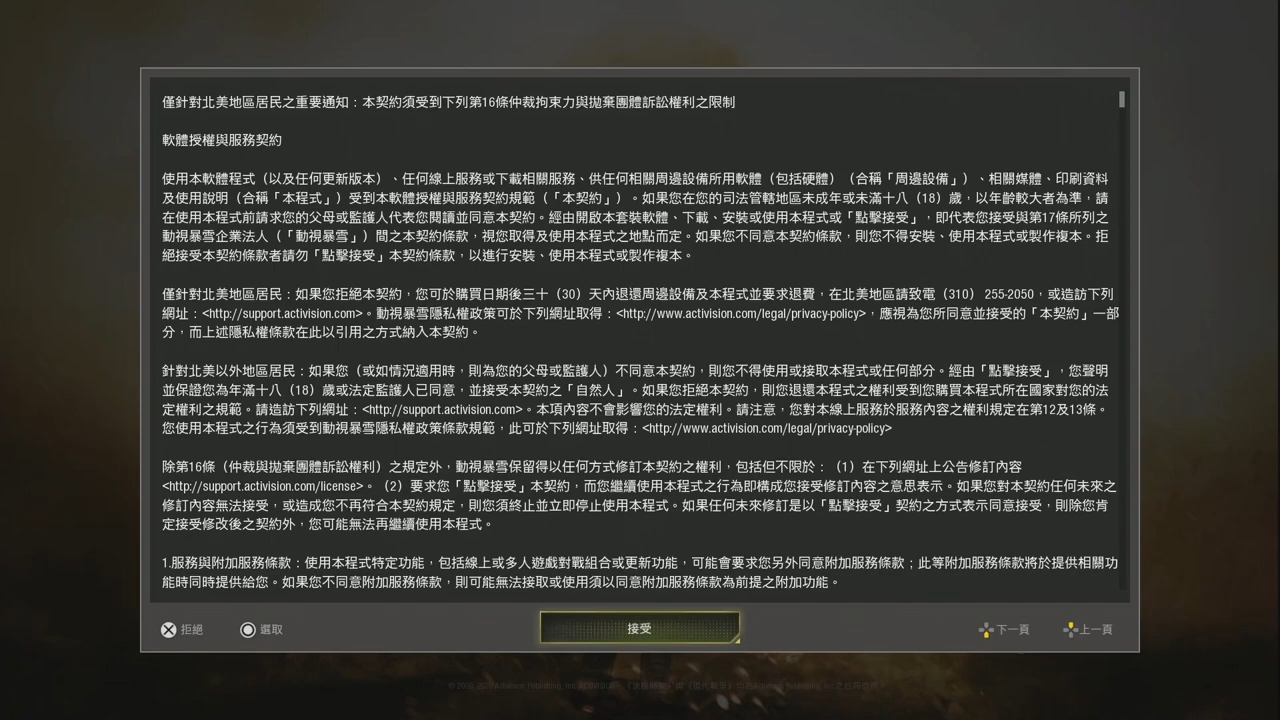 僅針對北美地區居民之重要通知：本契約須受到下列第16條仲裁拘束力與拋棄團體訴訟權利之限制
軟體授權與服務契約
使用本軟體程式（以及任何更新版本）、任何線上服務或下載相關服務、供任何相關周邊設備所用軟體（包括硬體）（合稱「周邊設備」）、相關媒體、印刷資料
及使用說明（合稱「本程式」）受到本軟體授權與服務契約規範（「本契約」）。如果您在您的司法管轄地區未成年或未滿十八（18）歲，以年齡較大者為準，請
在使用本程式前請求您的父母或監護人代表您閱讀並同意本契約。經由開啟本套裝軟體、下載、安裝或使用本程式或「點擊接受」，即代表您接受與第17條所列之
動視暴雪企業法人（「動視暴雪」）間之本契約條款，視您取得及使用本程式之地點而定。如果您不同意本契約條款，則您不得安裝、使用本程式或製作複本。拒
絕接受本契約條款者請勿「點擊接受」本契約條款，以進行安裝、使用本程式或製作複本。
僅針對北美地區居民：如果您拒絕本契約，您可於購買日期後三十（30）天內退還周邊設備及本程式並要求退費，在北美地區請致電（310）255-2050，或造訪下列
網址：<http://support.activision.com>。動視暴雪隱私權政策可於下列網址取得：<http://www.activision.com/legal/privacy-policy>，應視為您所同意並接受的「本契約」一部
分，而上述隱私權條款在此以引用之方式納入本契約。
針對北美以外地區居民：如果您（或如情況適用時，則為您的父母或監護人）不同意本契約，則您不得使用或接取本程式或任何部分。經由「點擊接受」，您聲明
並保證您為年滿十八（18）歲或法定監護人已同意，並接受本契約之「自然人」。如果您拒絕本契約，則您退還本程式之權利受到您購買本程式所在國家對您的法
定權利之規範。請造訪下列網址：<http://support.activision.com>。本項內容不會影響您的法定權利。請注意，您對本線上服務於服務內容之權利規定在第12及13條。
您使用本程式之行為須受到動視暴雪隱私權政策條款規範，此可於下列網址取得：<http://www.activision.com/legal/privacy-policy>
除第16條（仲裁與拋棄團體訴訟權利）之規定外，動視暴雪保留得以任何方式修訂本契約之權利，包括但不限於：（1）在下列網址上公告修訂內容
<http://support.activision.com/license>。（2）要求您「點擊接受」本契約，而您繼續使用本程式之行為即構成您接受修訂內容之意思表示。如果您對本契約任何未來之
修訂內容無法接受，或造成您不再符合本契約規定，則您須終止並立即停止使用本程式。如果任何未來修訂是以「點擊接受」契約之方式表示同意接受，則除您肯
定接受修改後之契約外，您可能無法再繼續使用本程式。
1.服務與附加服務條款：使用本程式特定功能，包括線上或多人遊戲對戰組合或更新功能，可能會要求您另外同意附加服務條款；此等附加服務條款將於提供相關功
能時同時提供給您。如果您不同意附加服務條款，則可能無法接取或使用須以同意附加服務條款為前提之附加功能。
拒絕 選取 接受 下一頁 上一頁